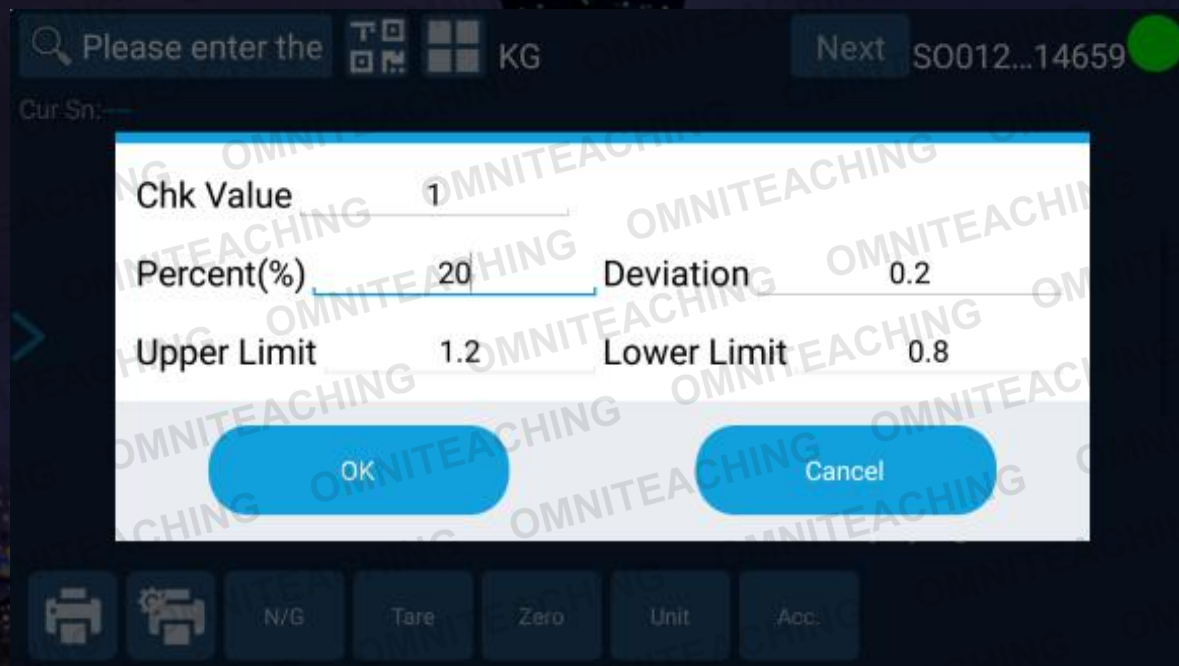 Please enter the
KG
Next
SO012...14659
Cur Sn:---
Chk Value 1
Percent(%) 20 Deviation 0.2
Upper Limit 1.2 Lower Limit 0.8
OK Cancel
N/G Tare Zero Unit Acc.
OMNITEACHING